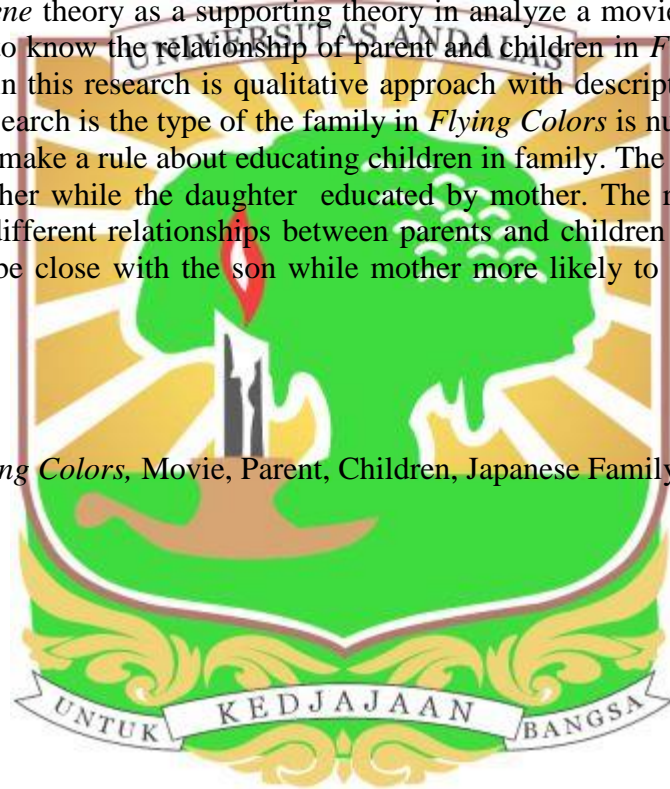 ene theory as a supporting theory in analyze a movie
o know the relationship of parent and children in F
UNIVERSITAS ANDALAS
n this research is qualitative approach with descript
search is the type of the family in Flying Colors is nu
make a rule about educating children in family. The
her while the daughter educated by mother. The r
different relationships between parents and children
be close with the son while mother more likely to
ng Colors, Movie, Parent, Children, Japanese Family
UNTUK KEDJAJAAN BANGSA